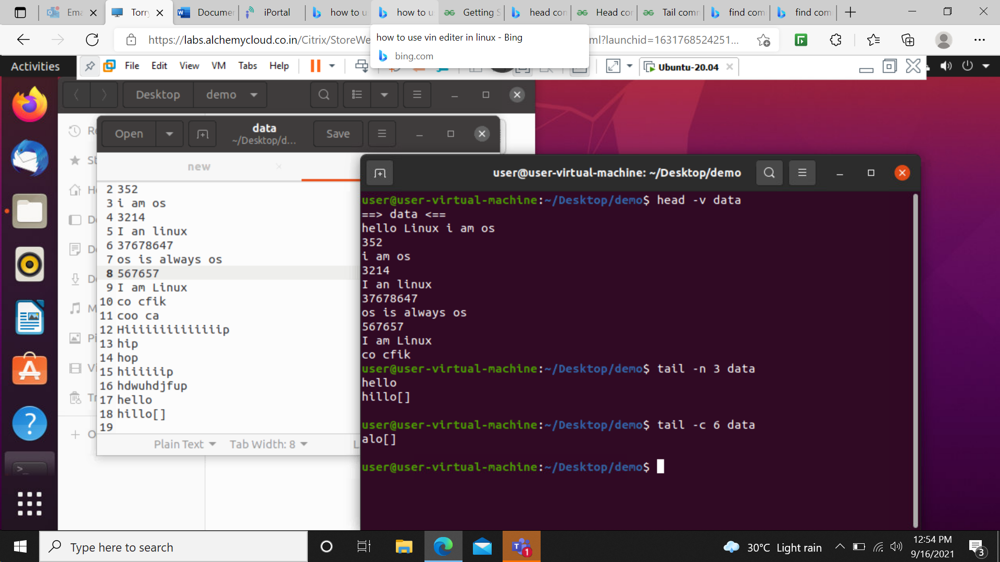 Ema
Torry
Documen
iPortal
how to u
how to u
Getting S
head con
Head cor
Tail comm
find com
find com
https://labs.alchemycloud.co.in/Citrix/StoreWe
ml?launchid=1631768524251...
how to use vin editer in linux - Bing
bing.com
Activities
File Edit View VM Tabs Help
Ubuntu-20.04
Desktop demo
Open
data
~/Desktop/d...
Save
new
2 352
3 i am os
4 3214
5 I an linux
6 37678647
7 os is always os
8 567657
9 I am Linux
10 co cfik
11 coo ca
12 Hiiiiiiiiiiiiiip
13 hip
14 hop
15 hiiiiiip
16 hdwuhdjfup
17 hello
18 hillo[]
19
Plain Text Tab Width: 8
user@user-virtual-machine: ~/Desktop/demo
user@user-virtual-machine:~/Desktop/demo$ head -v data
==> data <==
hello Linux i am os
352
i am os
3214
I an linux
37678647
os is always os
567657
I am Linux
co cfik
user@user-virtual-machine:~/Desktop/demo$ tail -n 3 data
hello
hillo[]
user@user-virtual-machine:~/Desktop/demo$ tail -c 6 data
alo[]
user@user-virtual-machine:~/Desktop/demo$
Type here to search
1
30°C Light rain
12:54 PM
9/16/2021
3